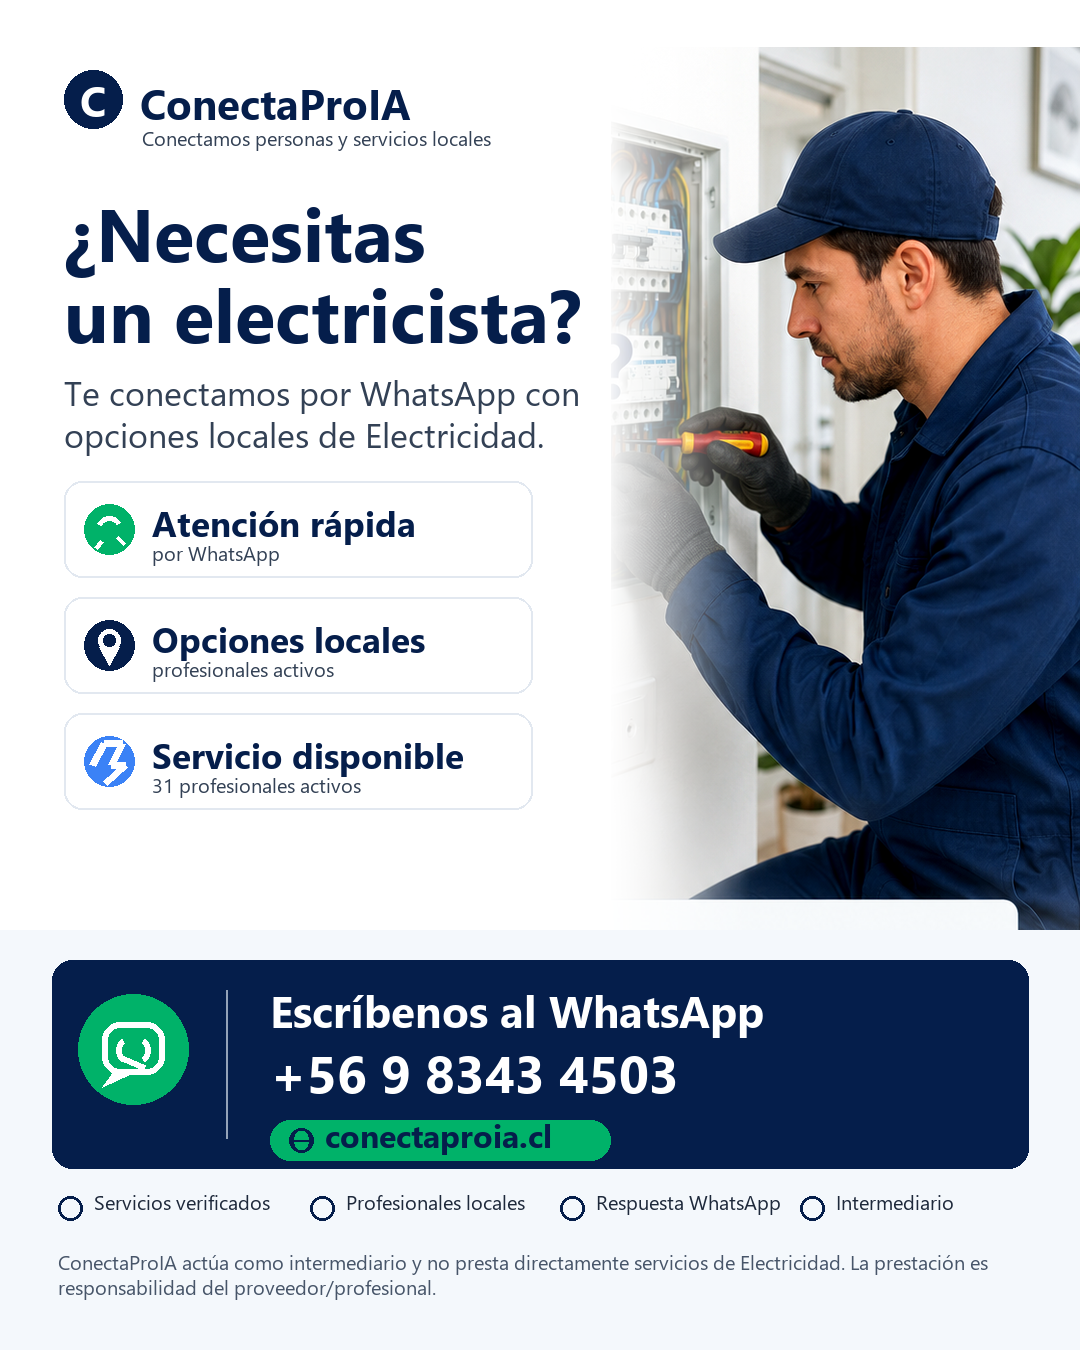 C ConectaProIA
Conectamos personas y servicios locales
¿Necesitas
un electricista?
Te conectamos por WhatsApp con
opciones locales de Electricidad.
Atención rápida
por WhatsApp
Opciones locales
profesionales activos
Servicio disponible
31 profesionales activos
Escríbenos al WhatsApp
+56 9 8343 4503
conectaproia.cl
Servicios verificados Profesionales locales Respuesta WhatsApp Intermediario
ConectaProIA actúa como intermediario y no presta directamente servicios de Electricidad. La prestación es
responsabilidad del proveedor/profesional.